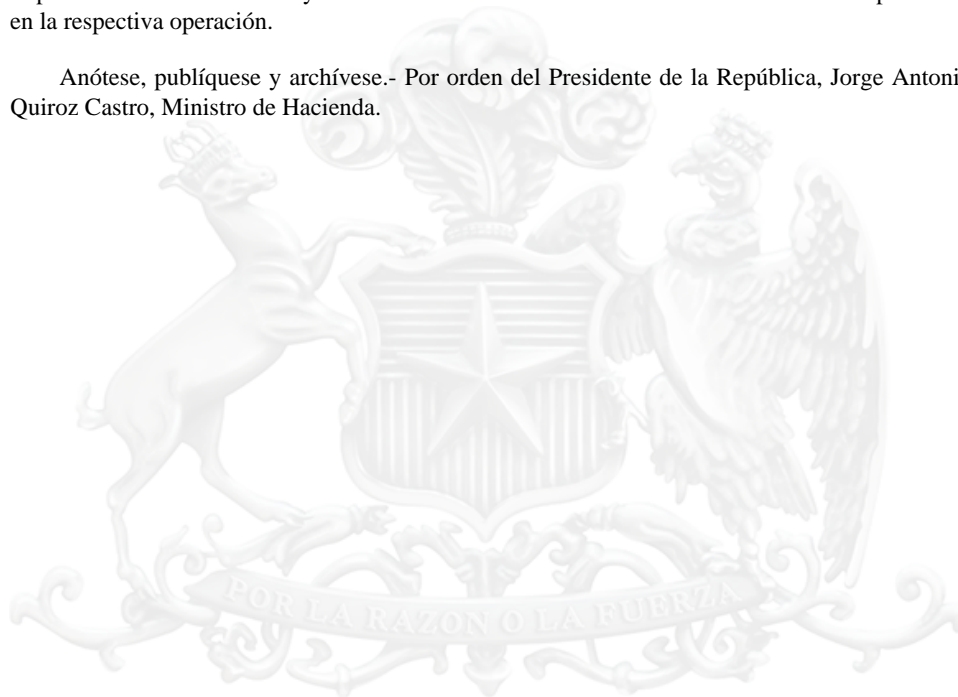 en la respectiva operación.
Anótese, publíquese y archívese.- Por orden del Presidente de la República, Jorge Antoni
Quiroz Castro, Ministro de Hacienda.
POR LA RAZON O LA FUERZA